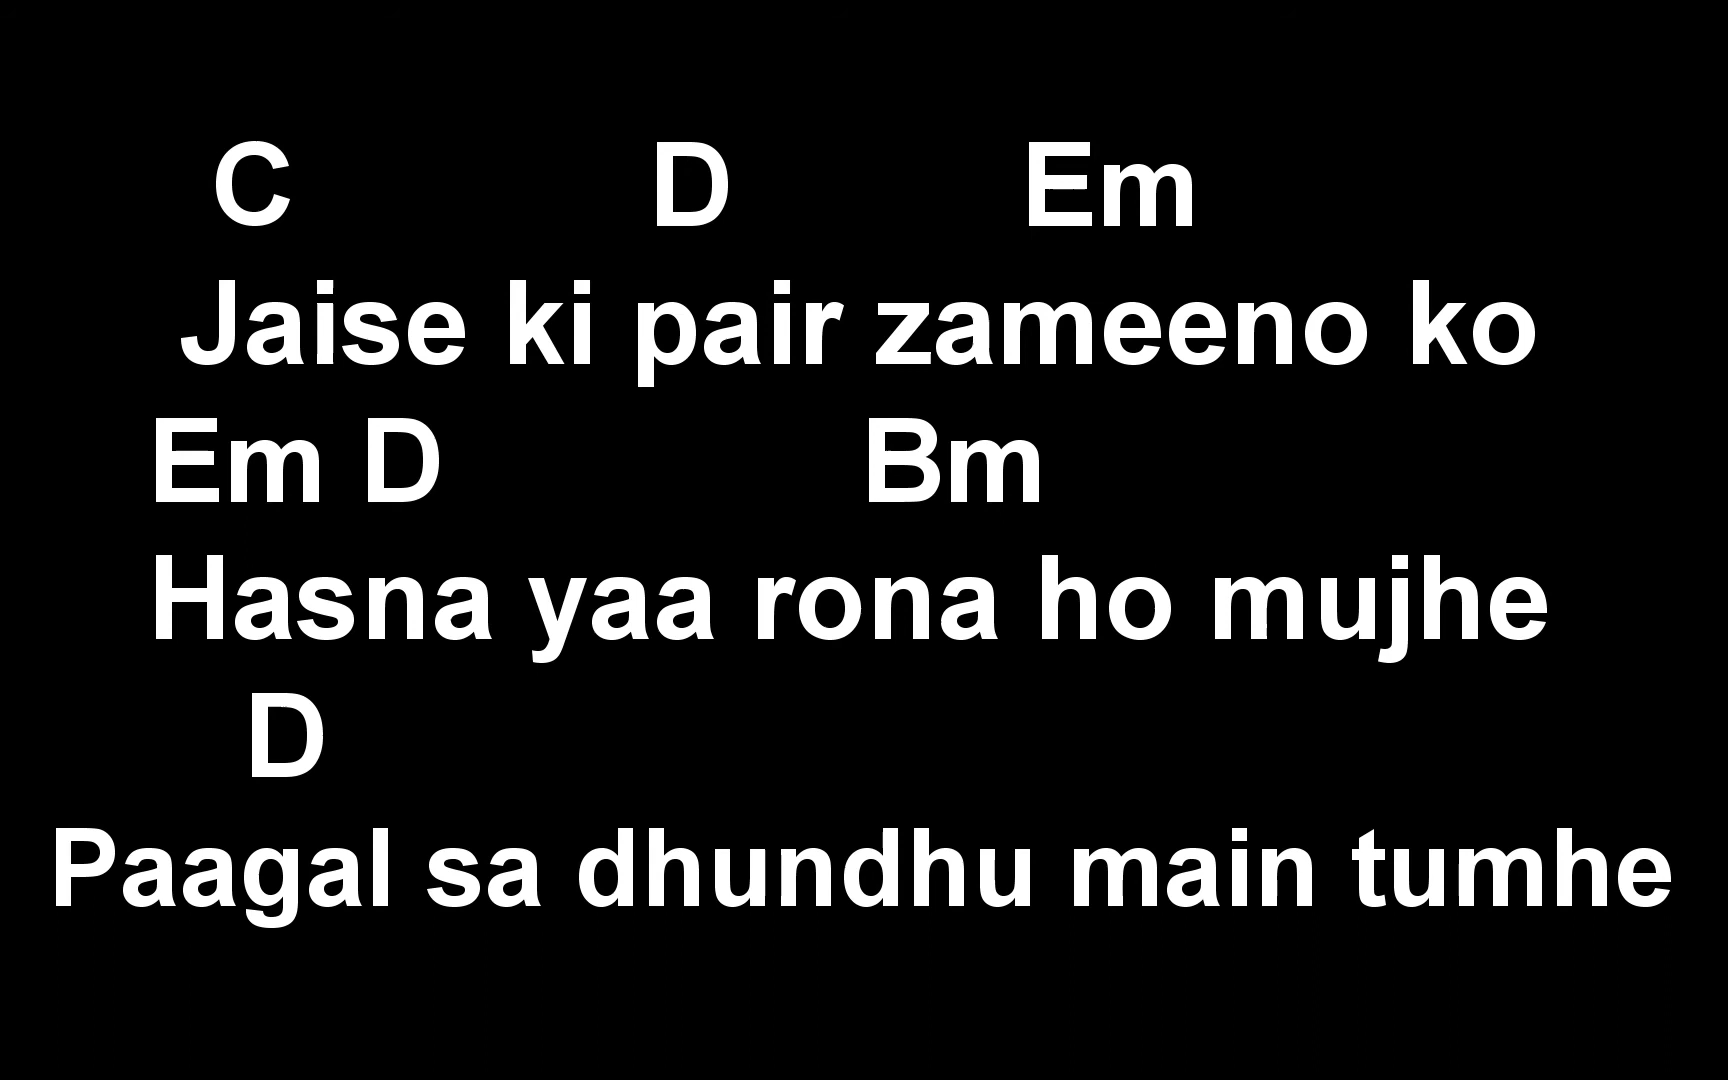 C D Em
Jaise ki pair zameeno ko
Em D Bm
Hasna yaa rona ho mujhe
D
Paagal sa dhundhu main tumhe